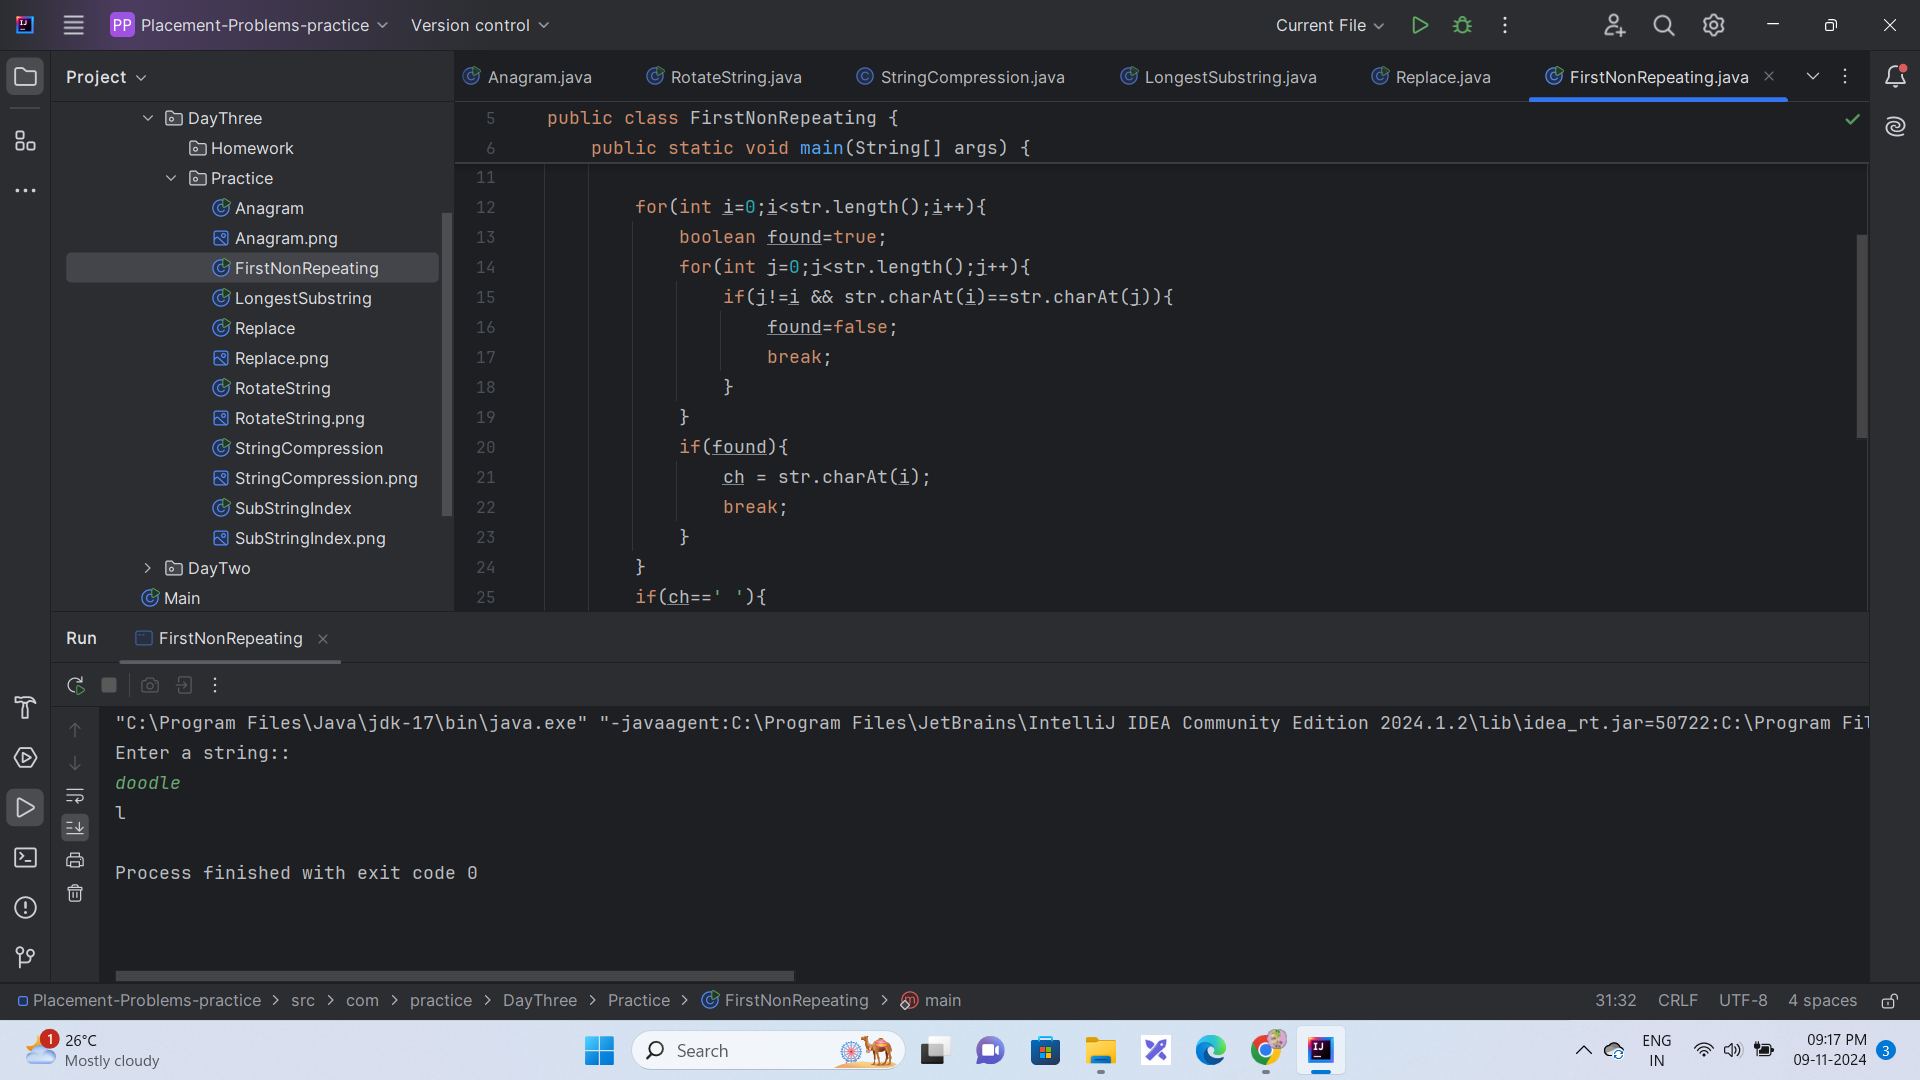 PP Placement-Problems-practice Version control Current File
Project
Anagram.java RotateString.java StringCompression.java LongestSubstring.java Replace.java FirstNonRepeating.java
DayThree
Homework
Practice
Anagram
Anagram.png
FirstNonRepeating
LongestSubstring
Replace
Replace.png
RotateString
RotateString.png
StringCompression
StringCompression.png
SubStringIndex
SubStringIndex.png
DayTwo
Main
5 public class FirstNonRepeating {
6 public static void main(String[] args) {
11
12 for(int i=0;i<str.length();i++){
13 boolean found=true;
14 for(int j=0;j<str.length();j++){
15 if(j!=i && str.charAt(i)==str.charAt(j)){
16 found=false;
17 break;
18 }
19 }
20 if(found){
21 ch = str.charAt(i);
22 break;
23 }
24 }
25 if(ch==' '){
Run FirstNonRepeating
"C:\Program Files\Java\jdk-17\bin\java.exe" "-javaagent:C:\Program Files\JetBrains\IntelliJ IDEA Community Edition 2024.1.2\lib\idea_rt.jar=50722:C:\Program Fil
Enter a string::
doodle
l
Process finished with exit code 0
Placement-Problems-practice > src > com > practice > DayThree > Practice > FirstNonRepeating > main 31:32 CRLF UTF-8 4 spaces
1 26°C
Mostly cloudy
Search
ENG
IN
09:17 PM
09-11-2024
3